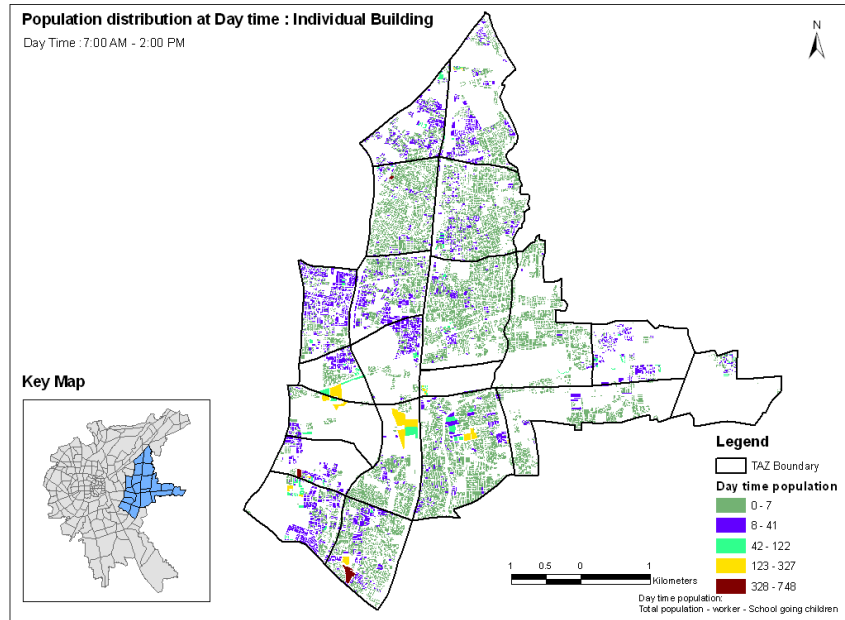 Population distribution at Day time : Individual Building
Day Time : 7:00 AM - 2:00 PM
N
Key Map
Legend
TAZ Boundary
Day time population
0 - 7
8 - 41
42 - 122
123 - 327
328 - 748
1 0.5 0 1
Kilometers
Day time population:
Total population - worker - School going children